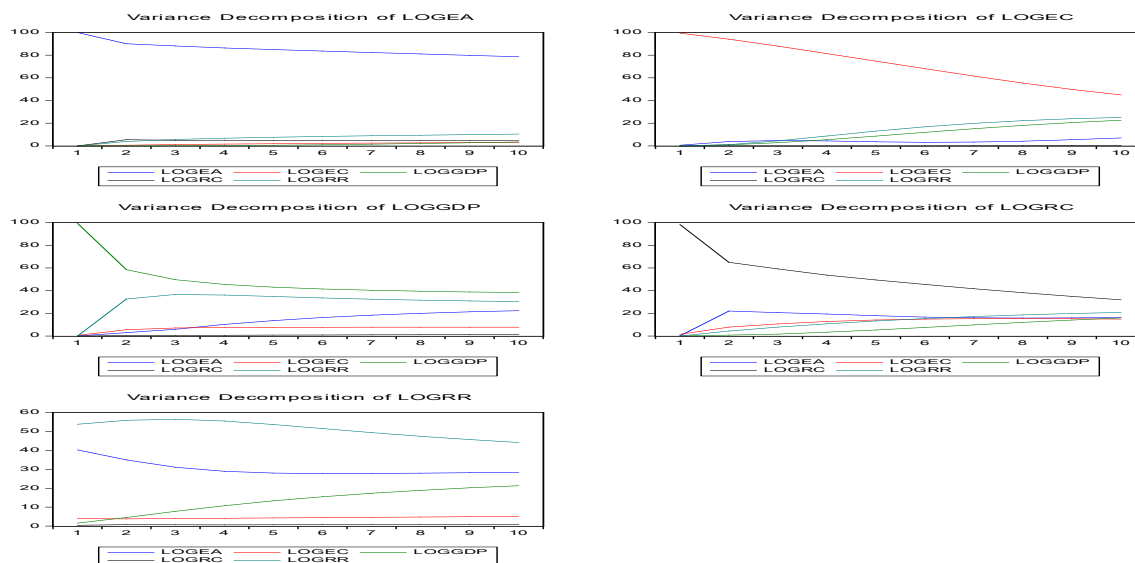 Variance Decomposition of LOGEA
100
80
60
40
20
0
1 2 3 4 5 6 7 8 9 10
LOGEA LOGEC LOGGDP
LOGRC LOGRR
Variance Decomposition of LOGEC
100
80
60
40
20
0
1 2 3 4 5 6 7 8 9 10
LOGEA LOGEC LOGGDP
LOGRC LOGRR
Variance Decomposition of LOGGDP
100
80
60
40
20
0
1 2 3 4 5 6 7 8 9 10
LOGEA LOGEC LOGGDP
LOGRC LOGRR
Variance Decomposition of LOGRC
100
80
60
40
20
0
1 2 3 4 5 6 7 8 9 10
LOGEA LOGEC LOGGDP
LOGRC LOGRR
Variance Decomposition of LOGRR
60
50
40
30
20
10
0
1 2 3 4 5 6 7 8 9 10
LOGEA LOGEC LOGGDP
LOGRC LOGRR